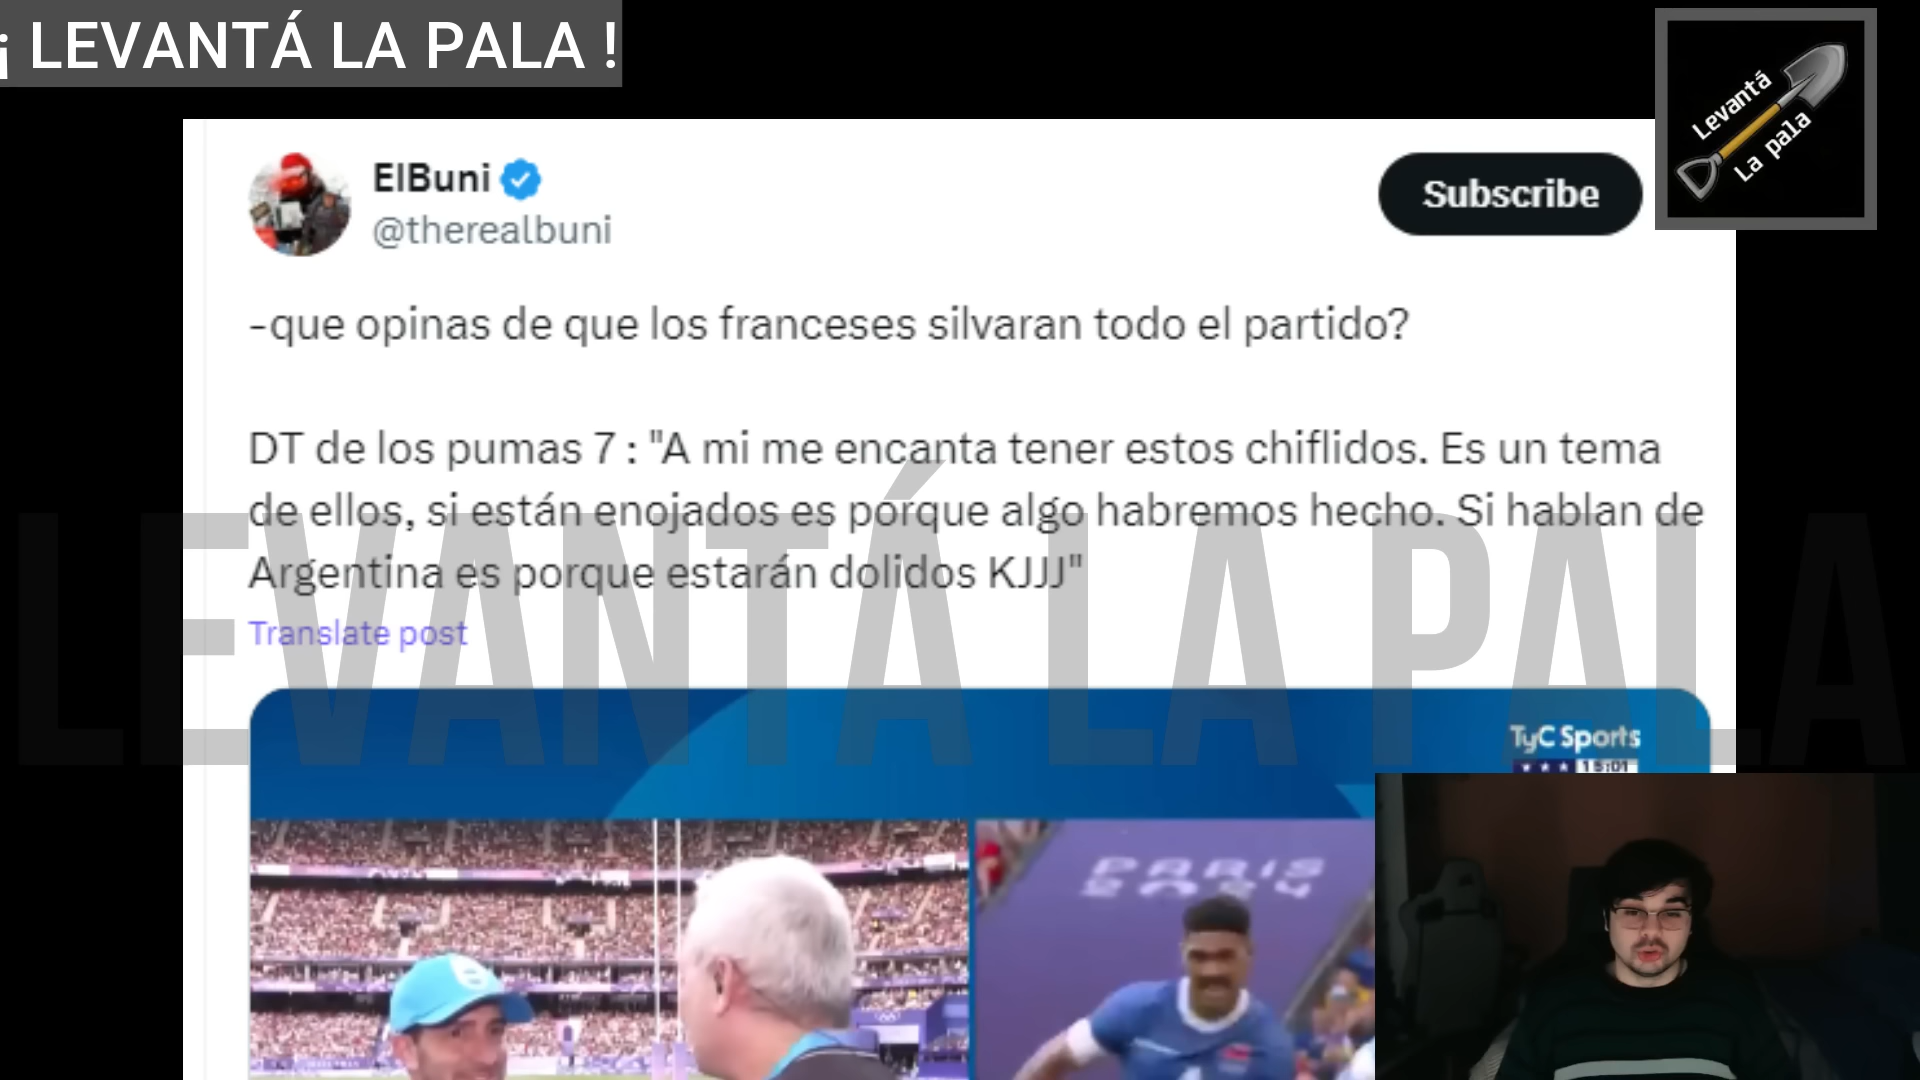 ¡ LEVANTÁ LA PALA !
Levantá
La pala
ElBuni
@therealbuni
Subscribe
-que opinas de que los franceses silvaran todo el partido?
DT de los pumas 7 : "A mi me encanta tener estos chiflidos. Es un tema
de ellos, si están enojados es porque algo habremos hecho. Si hablan de
Argentina es porque estarán dolidos KJJJ"
Translate post
LEVANTÁ LA PALA
TyC Sports
15:01
PARIS
2024